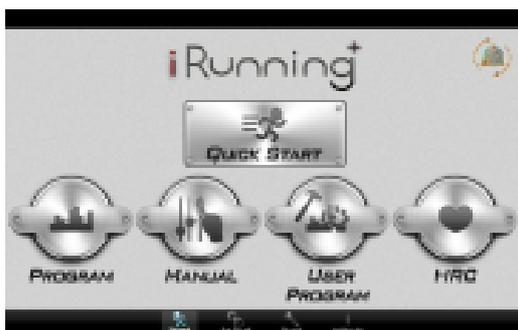 iRunning+
QUICK START
PROGRAM
MANUAL
USER
PROGRAM
HRC